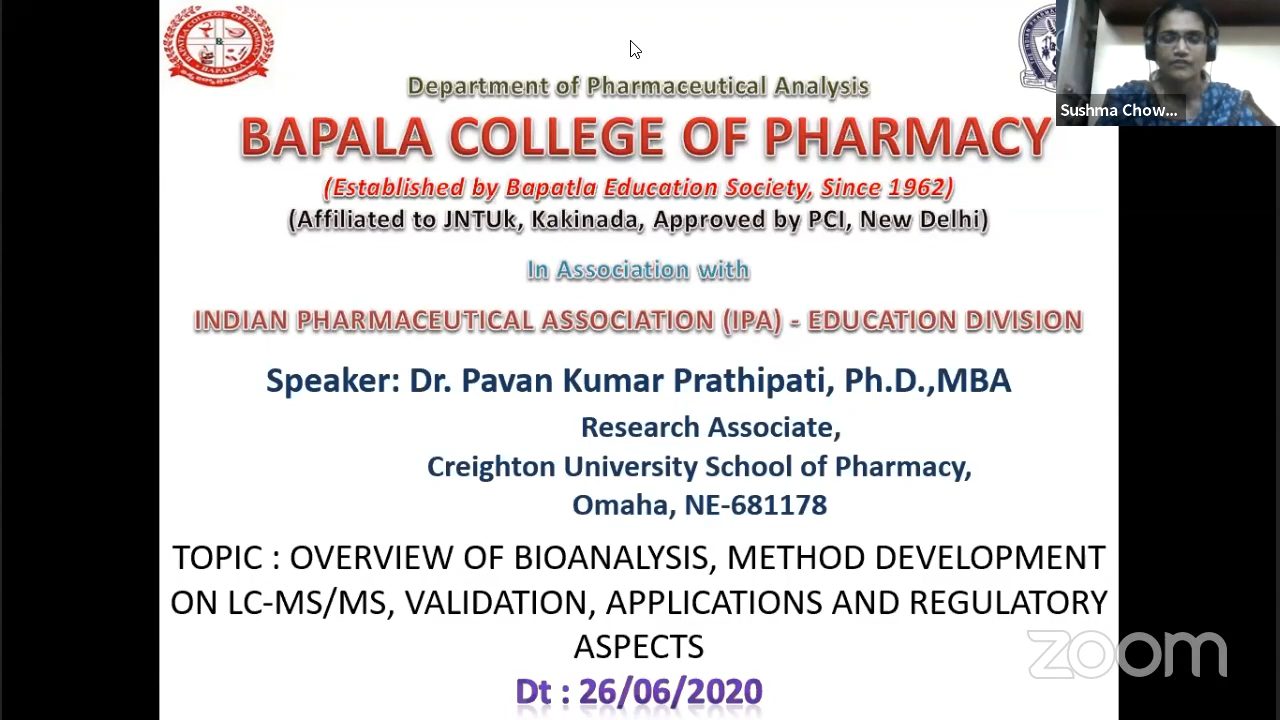 Department of Pharmaceutical Analysis
BAPALA COLLEGE OF PHARMACY
(Established by Bapatla Education Society, Since 1962)
(Affiliated to JNTUk, Kakinada, Approved by PCI, New Delhi)
In Association with
INDIAN PHARMACEUTICAL ASSOCIATION (IPA) - EDUCATION DIVISION
Speaker: Dr. Pavan Kumar Prathipati, Ph.D.,MBA
Research Associate,
Creighton University School of Pharmacy,
Omaha, NE-681178
TOPIC : OVERVIEW OF BIOANALYSIS, METHOD DEVELOPMENT
ON LC-MS/MS, VALIDATION, APPLICATIONS AND REGULATORY
ASPECTS
Dt : 26/06/2020
Sushma Chow...
zoom